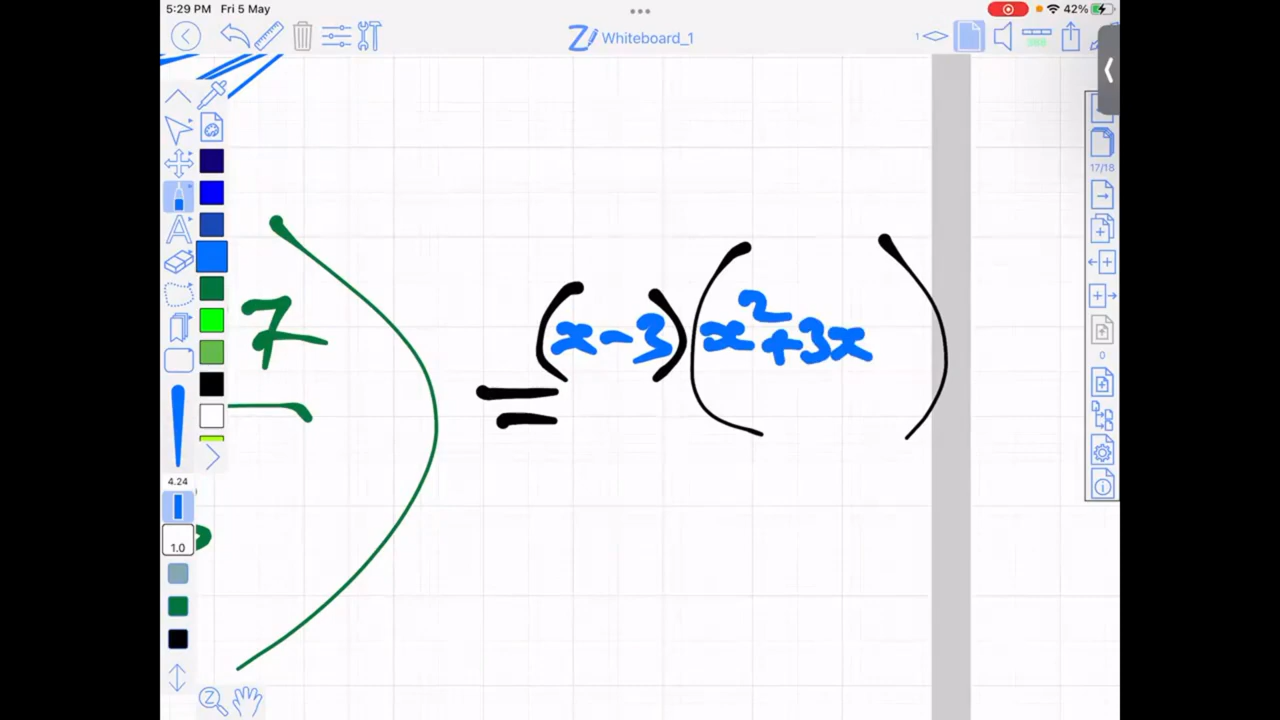 5:29 PM Fri 5 May
42%
Whiteboard_1
1
17/18
7
= (x-3)(x²+3x )
A
0
4.24
1.0
Z